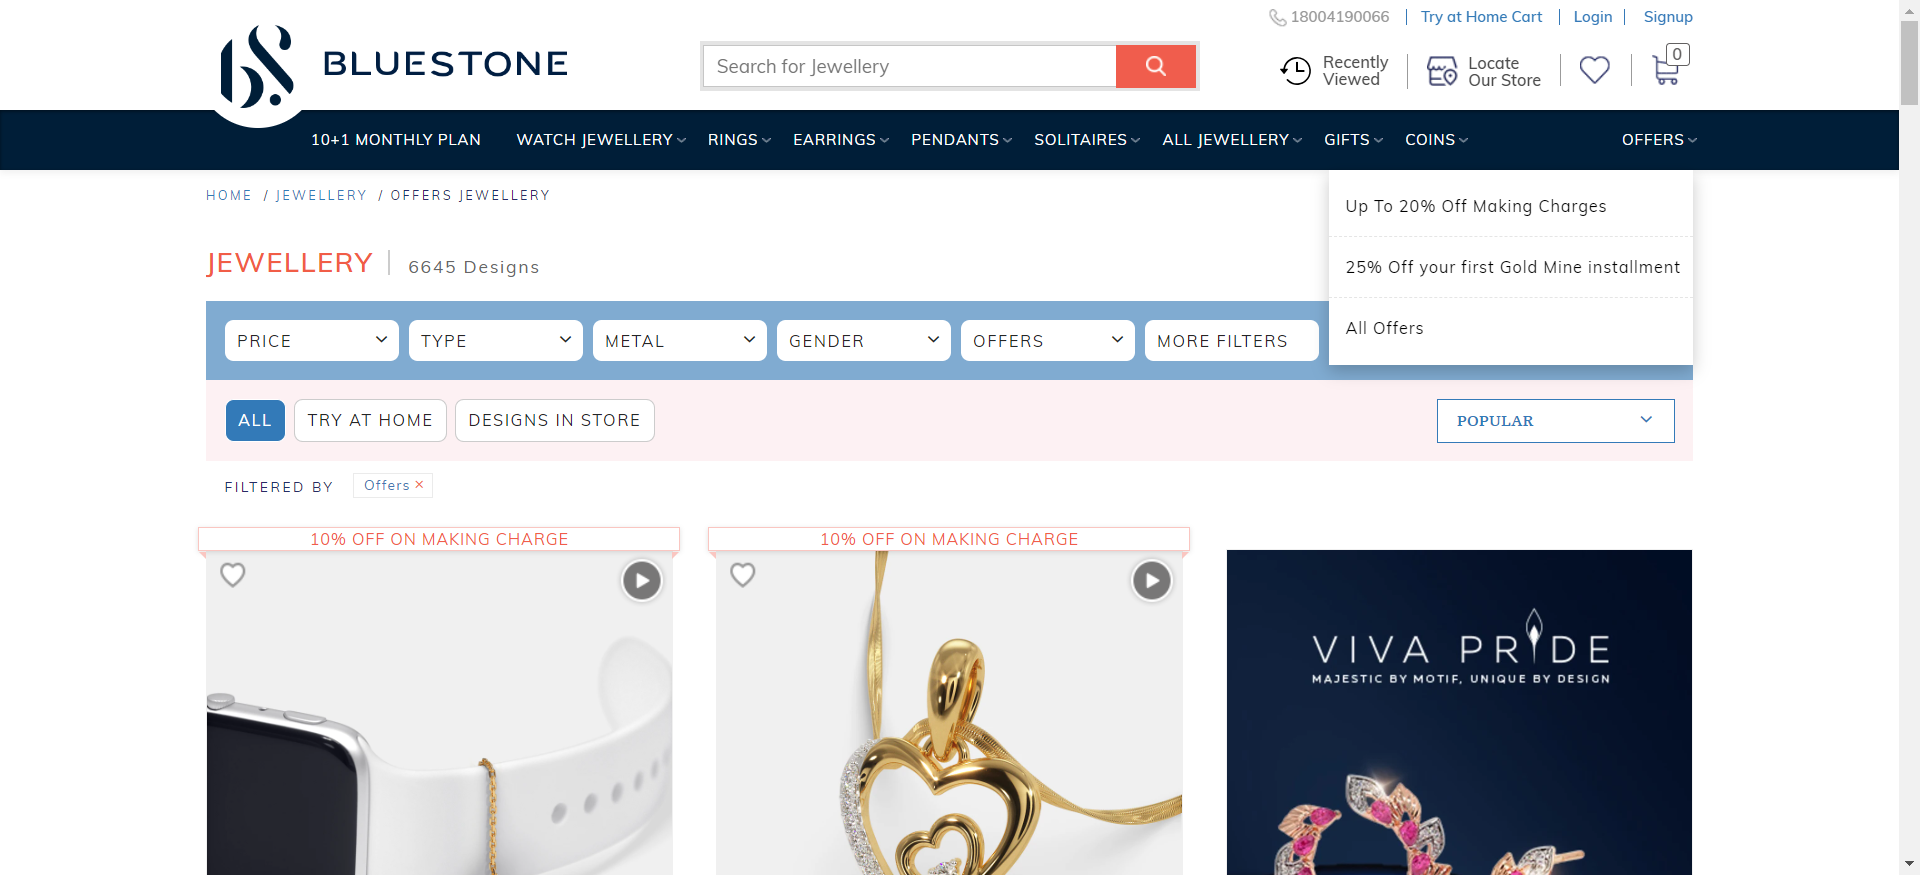 18004190066
Try at Home Cart
Login
Signup
BLUESTONE
Search for Jewellery
Recently
Viewed
Locate
Our Store
0
10+1 MONTHLY PLAN
WATCH JEWELLERY
RINGS
EARRINGS
PENDANTS
SOLITAIRES
ALL JEWELLERY
GIFTS
COINS
OFFERS
HOME / JEWELLERY / OFFERS JEWELLERY
Up To 20% Off Making Charges
25% Off your first Gold Mine installment
All Offers
JEWELLERY
6645 Designs
PRICE
TYPE
METAL
GENDER
OFFERS
MORE FILTERS
ALL
TRY AT HOME
DESIGNS IN STORE
POPULAR
FILTERED BY
Offers ×
10% OFF ON MAKING CHARGE
10% OFF ON MAKING CHARGE
VIVA PRIDE
MAJESTIC BY MOTIF, UNIQUE BY DESIGN